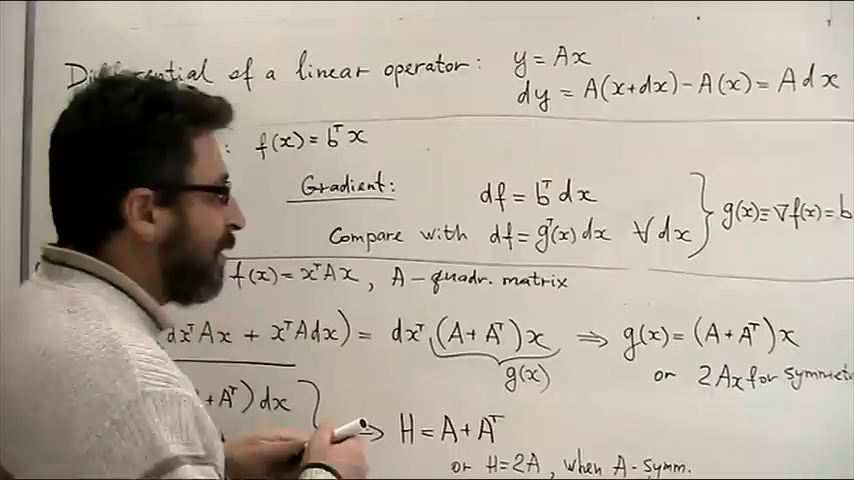 Differential of a linear operator: y = Ax
dy = A(x+dx) - A(x) = A dx
: f(x) = bᵀx
Gradient: df = bᵀdx
Compare with df = gᵀ(x) dx ∀dx } g(x) = ∇f(x) = b
f(x) = xᵀAx, A - quadr. matrix
dxᵀAx + xᵀAdx) = dxᵀ(A + Aᵀ)x ⇒ g(x) = (A + Aᵀ)x
g(x) or 2Ax for symmetric
+Aᵀ)dx } ⇒ H = A + Aᵀ
or H = 2A, when A - symm.